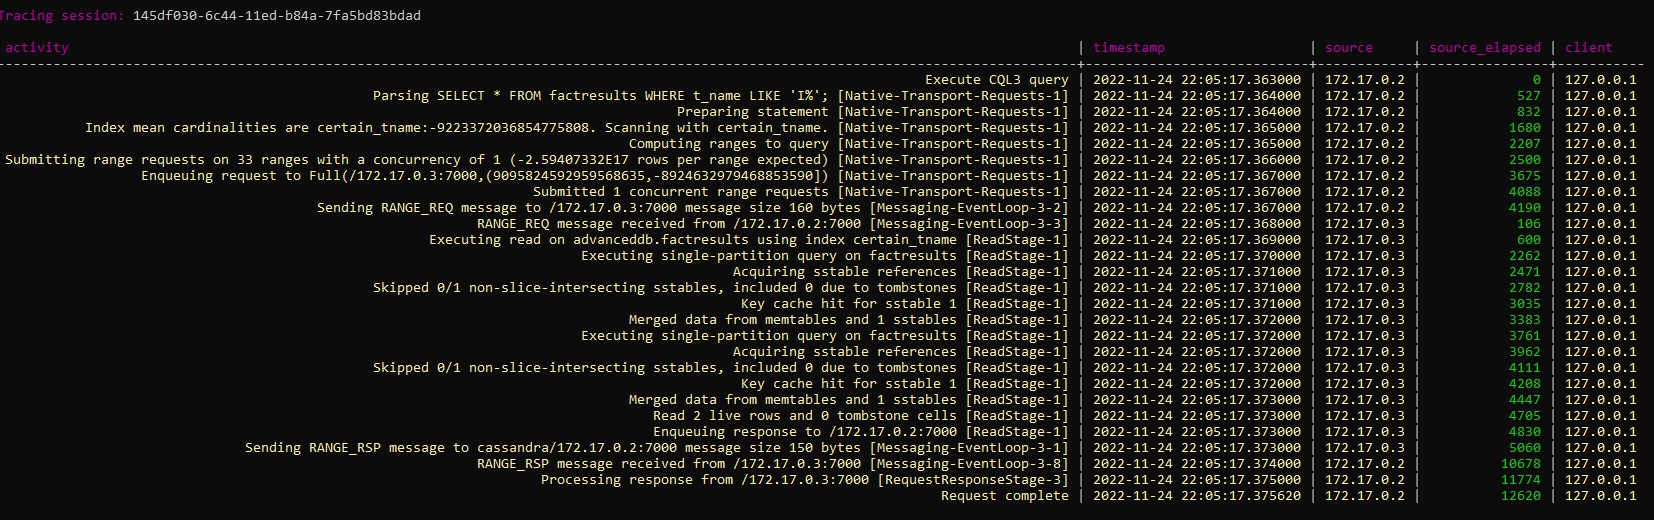 Tracing session: 145df030-6c44-11ed-b84a-7fa5bd83bdad
activity | timestamp | source | source_elapsed | client
Execute CQL3 query | 2022-11-24 22:05:17.363000 | 172.17.0.2 | 0 | 127.0.0.1
Parsing SELECT * FROM factresults WHERE t_name LIKE 'I%'; [Native-Transport-Requests-1] | 2022-11-24 22:05:17.364000 | 172.17.0.2 | 527 | 127.0.0.1
Preparing statement [Native-Transport-Requests-1] | 2022-11-24 22:05:17.364000 | 172.17.0.2 | 832 | 127.0.0.1
Index mean cardinalities are certain_tname:-9223372036854775808. Scanning with certain_tname. [Native-Transport-Requests-1] | 2022-11-24 22:05:17.365000 | 172.17.0.2 | 1680 | 127.0.0.1
Computing ranges to query [Native-Transport-Requests-1] | 2022-11-24 22:05:17.365000 | 172.17.0.2 | 2207 | 127.0.0.1
Submitting range requests on 33 ranges with a concurrency of 1 (-2.59407332E17 rows per range expected) [Native-Transport-Requests-1] | 2022-11-24 22:05:17.366000 | 172.17.0.2 | 2500 | 127.0.0.1
Enqueuing request to Full(/172.17.0.3:7000,(9095824592959568635,-8924632979468853590]) [Native-Transport-Requests-1] | 2022-11-24 22:05:17.367000 | 172.17.0.2 | 3675 | 127.0.0.1
Submitted 1 concurrent range requests [Native-Transport-Requests-1] | 2022-11-24 22:05:17.367000 | 172.17.0.2 | 4088 | 127.0.0.1
Sending RANGE_REQ message to /172.17.0.3:7000 message size 160 bytes [Messaging-EventLoop-3-2] | 2022-11-24 22:05:17.367000 | 172.17.0.2 | 4190 | 127.0.0.1
RANGE_REQ message received from /172.17.0.2:7000 [Messaging-EventLoop-3-3] | 2022-11-24 22:05:17.368000 | 172.17.0.3 | 106 | 127.0.0.1
Executing read on advanceddb.factresults using index certain_tname [ReadStage-1] | 2022-11-24 22:05:17.369000 | 172.17.0.3 | 600 | 127.0.0.1
Executing single-partition query on factresults [ReadStage-1] | 2022-11-24 22:05:17.370000 | 172.17.0.3 | 2262 | 127.0.0.1
Acquiring sstable references [ReadStage-1] | 2022-11-24 22:05:17.371000 | 172.17.0.3 | 2471 | 127.0.0.1
Skipped 0/1 non-slice-intersecting sstables, included 0 due to tombstones [ReadStage-1] | 2022-11-24 22:05:17.371000 | 172.17.0.3 | 2782 | 127.0.0.1
Key cache hit for sstable 1 [ReadStage-1] | 2022-11-24 22:05:17.371000 | 172.17.0.3 | 3035 | 127.0.0.1
Merged data from memtables and 1 sstables [ReadStage-1] | 2022-11-24 22:05:17.372000 | 172.17.0.3 | 3383 | 127.0.0.1
Executing single-partition query on factresults [ReadStage-1] | 2022-11-24 22:05:17.372000 | 172.17.0.3 | 3761 | 127.0.0.1
Acquiring sstable references [ReadStage-1] | 2022-11-24 22:05:17.372000 | 172.17.0.3 | 3962 | 127.0.0.1
Skipped 0/1 non-slice-intersecting sstables, included 0 due to tombstones [ReadStage-1] | 2022-11-24 22:05:17.372000 | 172.17.0.3 | 4111 | 127.0.0.1
Key cache hit for sstable 1 [ReadStage-1] | 2022-11-24 22:05:17.372000 | 172.17.0.3 | 4208 | 127.0.0.1
Merged data from memtables and 1 sstables [ReadStage-1] | 2022-11-24 22:05:17.373000 | 172.17.0.3 | 4447 | 127.0.0.1
Read 2 live rows and 0 tombstone cells [ReadStage-1] | 2022-11-24 22:05:17.373000 | 172.17.0.3 | 4705 | 127.0.0.1
Enqueuing response to /172.17.0.2:7000 [ReadStage-1] | 2022-11-24 22:05:17.373000 | 172.17.0.3 | 4830 | 127.0.0.1
Sending RANGE_RSP message to cassandra/172.17.0.2:7000 message size 150 bytes [Messaging-EventLoop-3-1] | 2022-11-24 22:05:17.373000 | 172.17.0.3 | 5060 | 127.0.0.1
RANGE_RSP message received from /172.17.0.3:7000 [Messaging-EventLoop-3-8] | 2022-11-24 22:05:17.374000 | 172.17.0.2 | 10678 | 127.0.0.1
Processing response from /172.17.0.3:7000 [RequestResponseStage-3] | 2022-11-24 22:05:17.375000 | 172.17.0.2 | 11774 | 127.0.0.1
Request complete | 2022-11-24 22:05:17.375620 | 172.17.0.2 | 12620 | 127.0.0.1